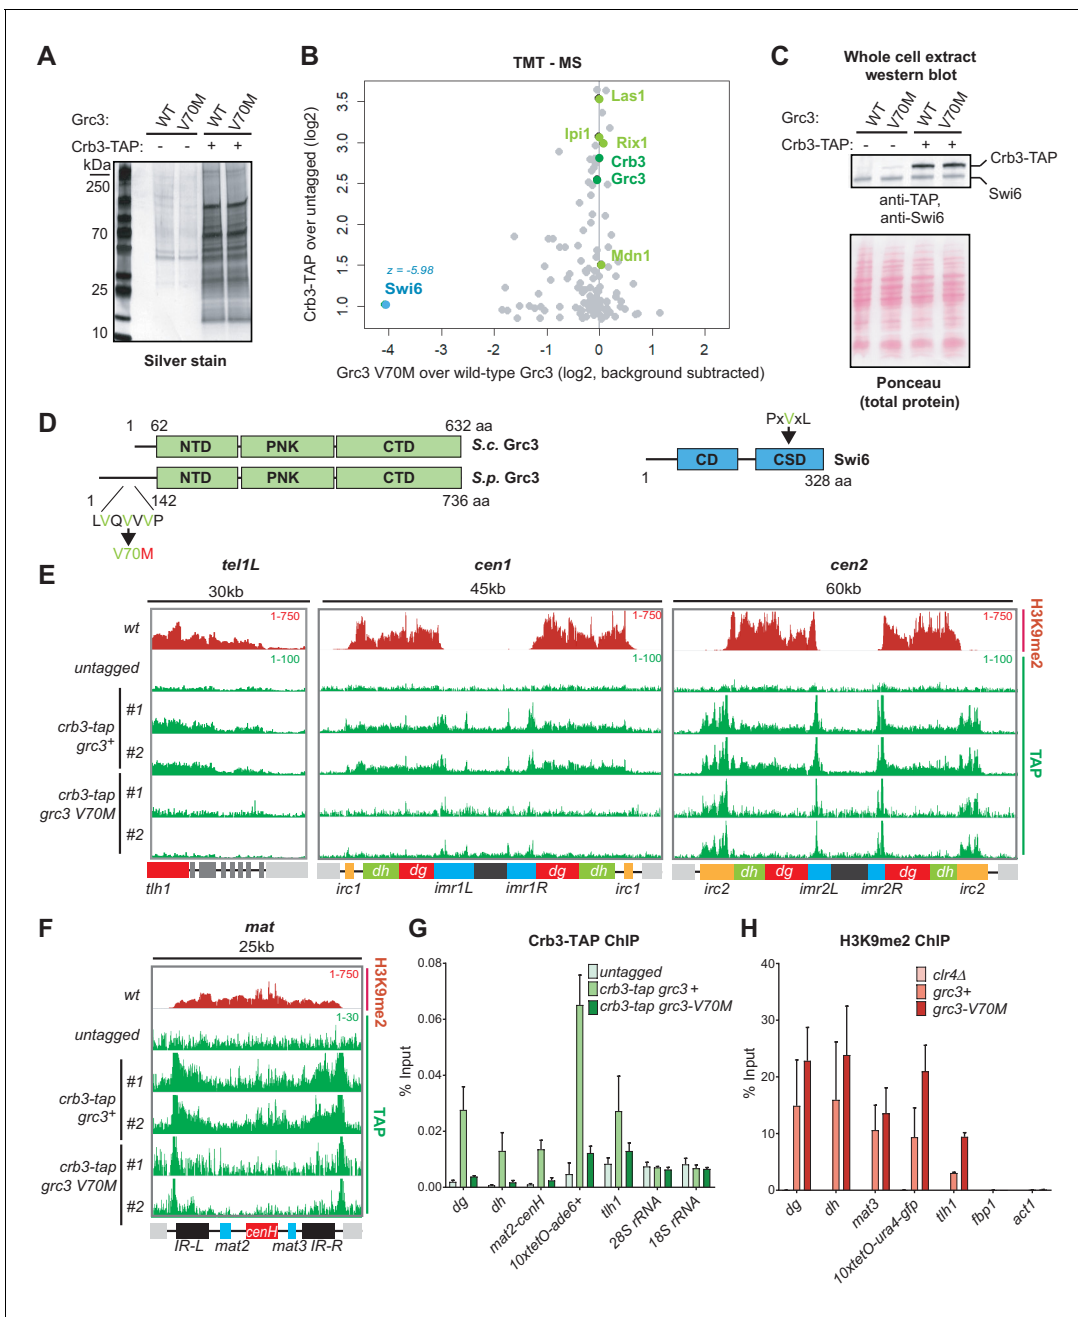 A
Grc3: WT V70M WT V70M
Crb3-TAP: - - + +
kDa
250
70
25
10
Silver stain
B
TMT - MS
Crb3-TAP over untagged (log2)
3.5
3.0
2.5
2.0
1.5
1.0
Las1
Ipi1
Rix1
Crb3
Grc3
Mdn1
z = -5.98
Swi6
-4 -3 -2 -1 0 1 2
Grc3 V70M over wild-type Grc3 (log2, background subtracted)
C
Whole cell extract
western blot
Grc3: WT V70M WT V70M
Crb3-TAP: - - + +
Crb3-TAP
Swi6
anti-TAP,
anti-Swi6
Ponceau
(total protein)
D
1 62 632 aa
NTD PNK CTD S.c. Grc3
NTD PNK CTD S.p. Grc3
1 142 736 aa
LVQVVVP
V70M
PxVxL
CD CSD Swi6
1 328 aa
E
tel1L cen1 cen2
30kb 45kb 60kb
wt 1-750 1-750 1-750 H3K9me2
untagged 1-100 1-100 1-100
crb3-tap grc3+ #1 #2
crb3-tap grc3 V70M #1 #2
TAP
tlh1
dh dg dg dh
irc1 imr1L imr1R irc1
dh dg dg dh
irc2 imr2L imr2R irc2
F
mat
25kb
wt 1-750 H3K9me2
untagged 1-30
crb3-tap grc3+ #1 #2
crb3-tap grc3 V70M #1 #2
TAP
cenH
IR-L mat2 mat3 IR-R
G
Crb3-TAP ChIP
untagged
crb3-tap grc3+
crb3-tap grc3-V70M
% Input
0.08
0.06
0.04
0.02
0.00
dg dh mat2-cenH 10xtetO-ade6+ tlh1 28S rRNA 18S rRNA
H
H3K9me2 ChIP
clr4Δ
grc3+
grc3-V70M
% Input
40
30
20
10
0
dg dh mat3 10xtetO-ura4-gfp tlh1 fbp1 act1